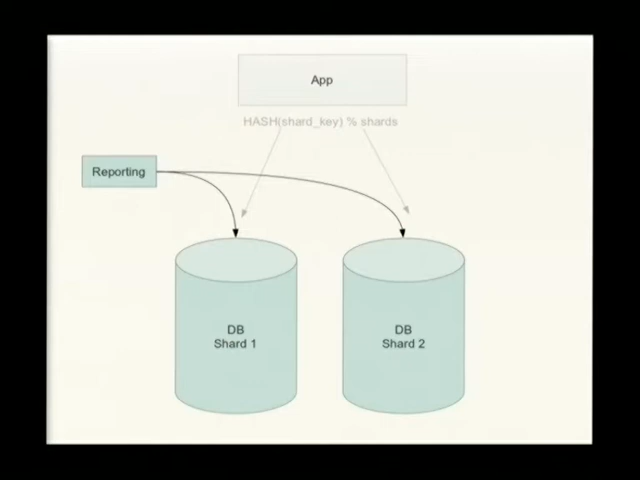 App
HASH(shard_key) % shards
Reporting
DB
Shard 1
DB
Shard 2